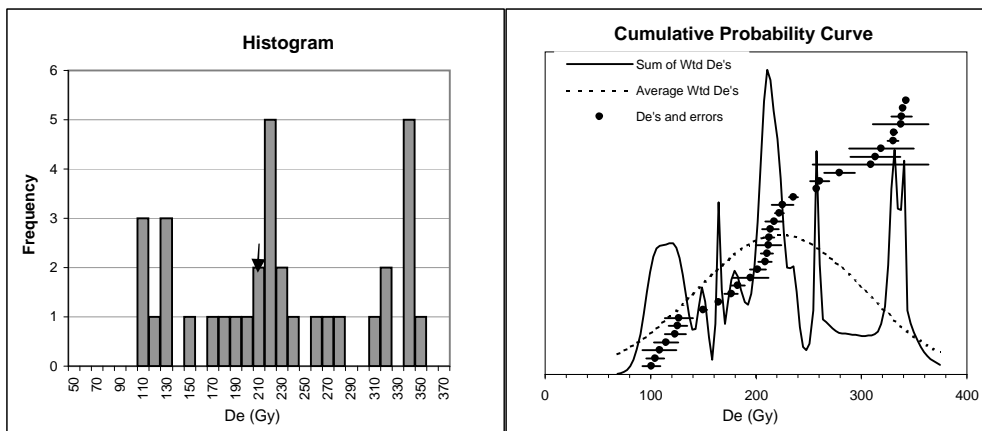 Histogram
Frequency
6
5
4
3
2
1
0
50 70 90 110 130 150 170 190 210 230 250 270 290 310 330 350 370
De (Gy)
Cumulative Probability Curve
Sum of Wtd De's
Average Wtd De's
De's and errors
0 100 200 300 400
De (Gy)